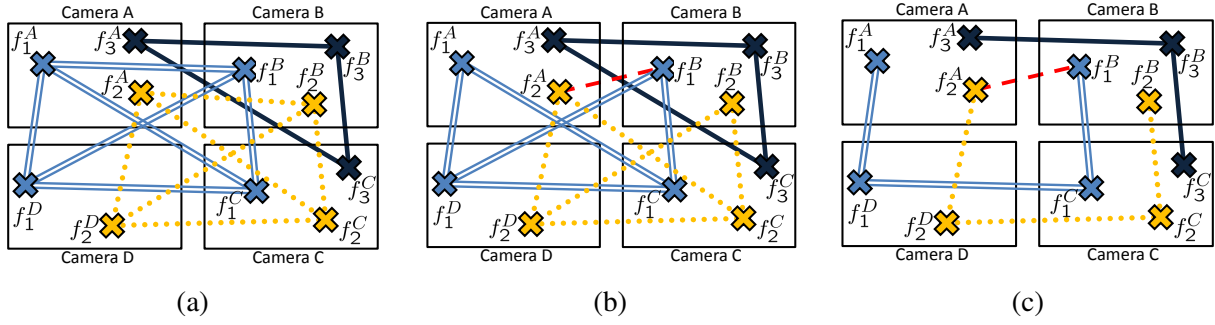 Camera A Camera B Camera A Camera B Camera A Camera B
f_1^A f_3^A f_3^B f_1^B f_2^A f_2^B
f_1^D f_2^D f_1^C f_2^C f_3^C
f_1^A f_3^A f_3^B f_1^B f_2^A f_2^B
f_1^D f_2^D f_1^C f_2^C f_3^C
f_1^A f_3^A f_3^B f_1^B f_2^A f_2^B
f_1^D f_2^D f_1^C f_2^C f_3^C
Camera D Camera C Camera D Camera C Camera D Camera C
(a) (b) (c)